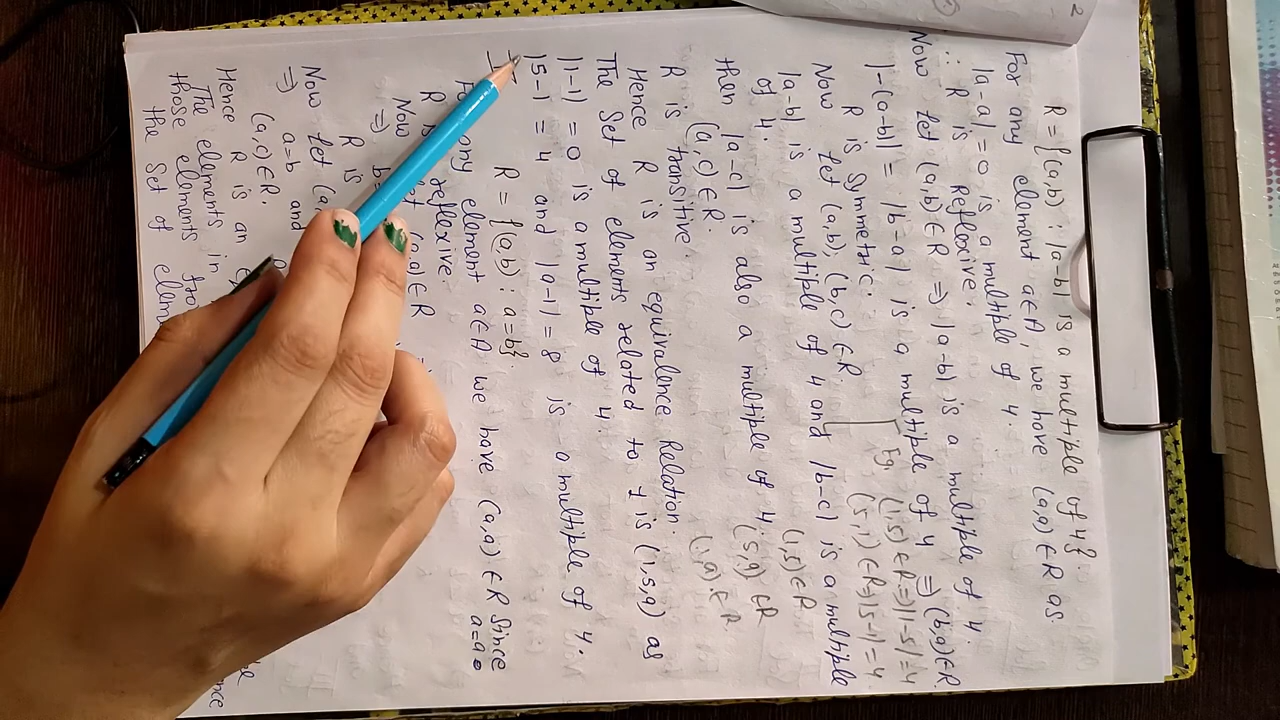 2
R = {(a,b) : |a-b| is a multiple of 4}
For any element a∈A, we have (a,a) ∈ R as
|a-a| = 0 is a multiple of 4.
∴ R is Reflexive.
Now let (a,b) ∈ R ⇒ |a-b| is a multiple of 4
|-(a-b)| = |b-a| is a multiple of 4 ⇒ (b,a) ∈ R.
R is Symmetric.
Eg. (1,5) ∈ R ⇒ |1-5| = 4
(5,1) ∈ R ⇒ |5-1| = 4.
Now let (a,b), (b,c) ∈ R.
|a-b| is a multiple of 4 and |b-c| is a multiple
of 4.
(1,5) ∈ R
then |a-c| is also a multiple of 4.
(5,9) ∈ R
(a,c) ∈ R
(1,9) ∈ R
R is transitive.
Hence R is an equivalence Relation.
The Set of elements related to 1 is (1,5,9) as
|1-1| = 0 is a multiple of 4.
|5-1| = 4 and |9-1| = 8 is a multiple of 4.
R = {(a,b) : a=b}
any element a∈A we have (a,a) ∈ R Since
a=a
R is reflexive.
Now (a,b) ∈ R
⇒ b=
R is
Now let (a,
⇒ a=b and
(a,c) ∈ R.
Hence R is an
The elements in
those elements
the Set of elem